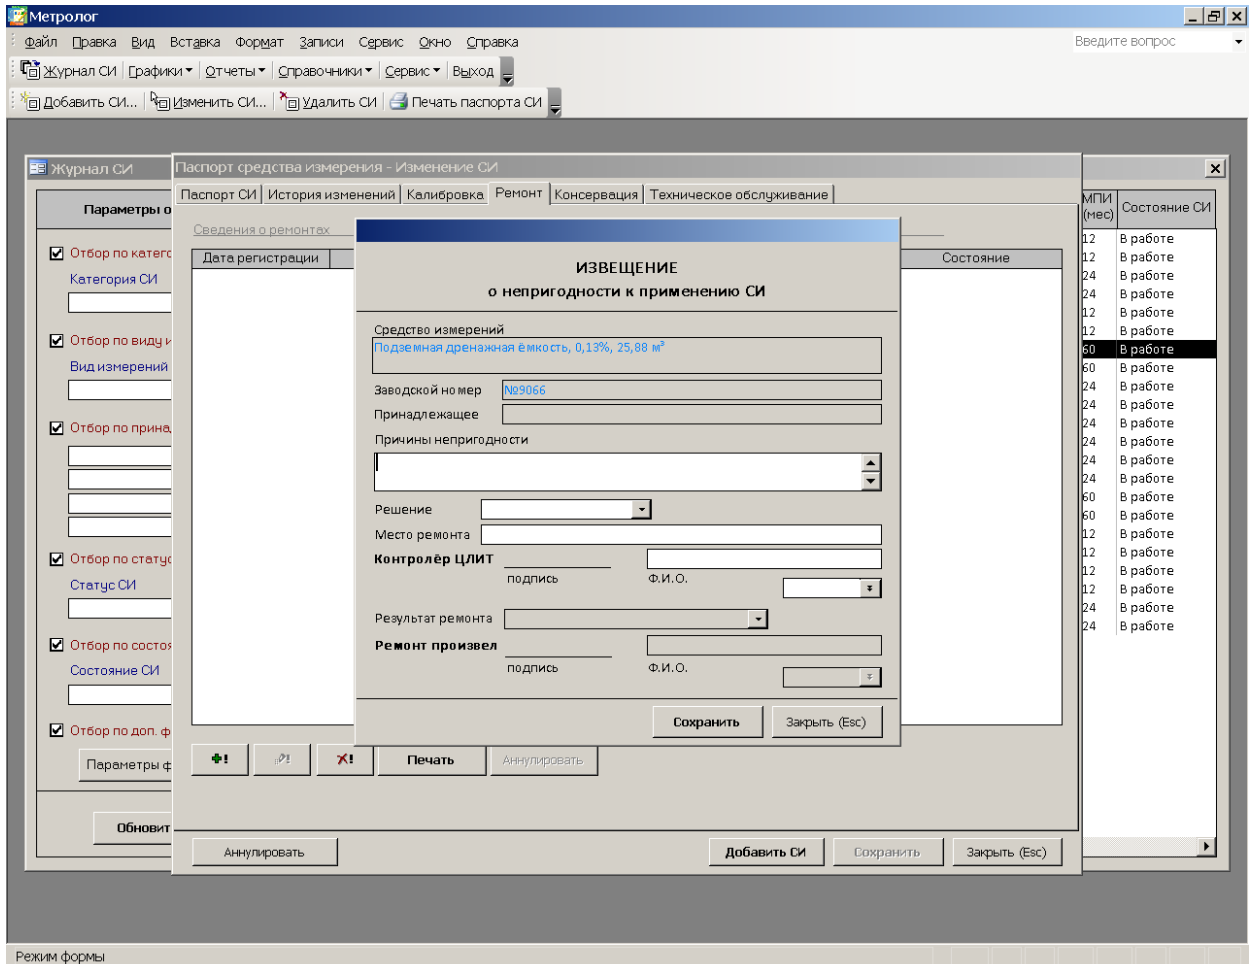 Метролог
Файл Правка Вид Вставка Формат Записи Сервис Окно Справка Введите вопрос
Журнал СИ Графики Отчеты Справочники Сервис Выход
Добавить СИ... Изменить СИ... Удалить СИ Печать паспорта СИ
Журнал СИ
Паспорт средства измерения - Изменение СИ
Паспорт СИ История изменений Калибровка Ремонт Консервация Техническое обслуживание
Параметры о
Сведения о ремонтах
Дата регистрации Состояние
ИЗВЕЩЕНИЕ
о непригодности к применению СИ
Средство измерений
Подземная дренажная ёмкость, 0,13%, 25,88 м³
Заводской номер №9066
Принадлежащее
Причины непригодности
Решение
Место ремонта
Контролёр ЦЛИТ
подпись Ф.И.О.
Результат ремонта
Ремонт произвел
подпись Ф.И.О.
Сохранить Закрыть (Esc)
Печать Аннулировать
Аннулировать Добавить СИ Сохранить Закрыть (Esc)
Отбор по катего
Категория СИ
Отбор по виду и
Вид измерений
Отбор по прина
Отбор по статус
Статус СИ
Отбор по состоя
Состояние СИ
Отбор по доп. ф
Параметры ф
Обновит
МПИ (мес) Состояние СИ
12 В работе
12 В работе
24 В работе
24 В работе
12 В работе
12 В работе
60 В работе
60 В работе
24 В работе
24 В работе
24 В работе
24 В работе
24 В работе
24 В работе
60 В работе
60 В работе
12 В работе
12 В работе
12 В работе
12 В работе
24 В работе
24 В работе
Режим формы